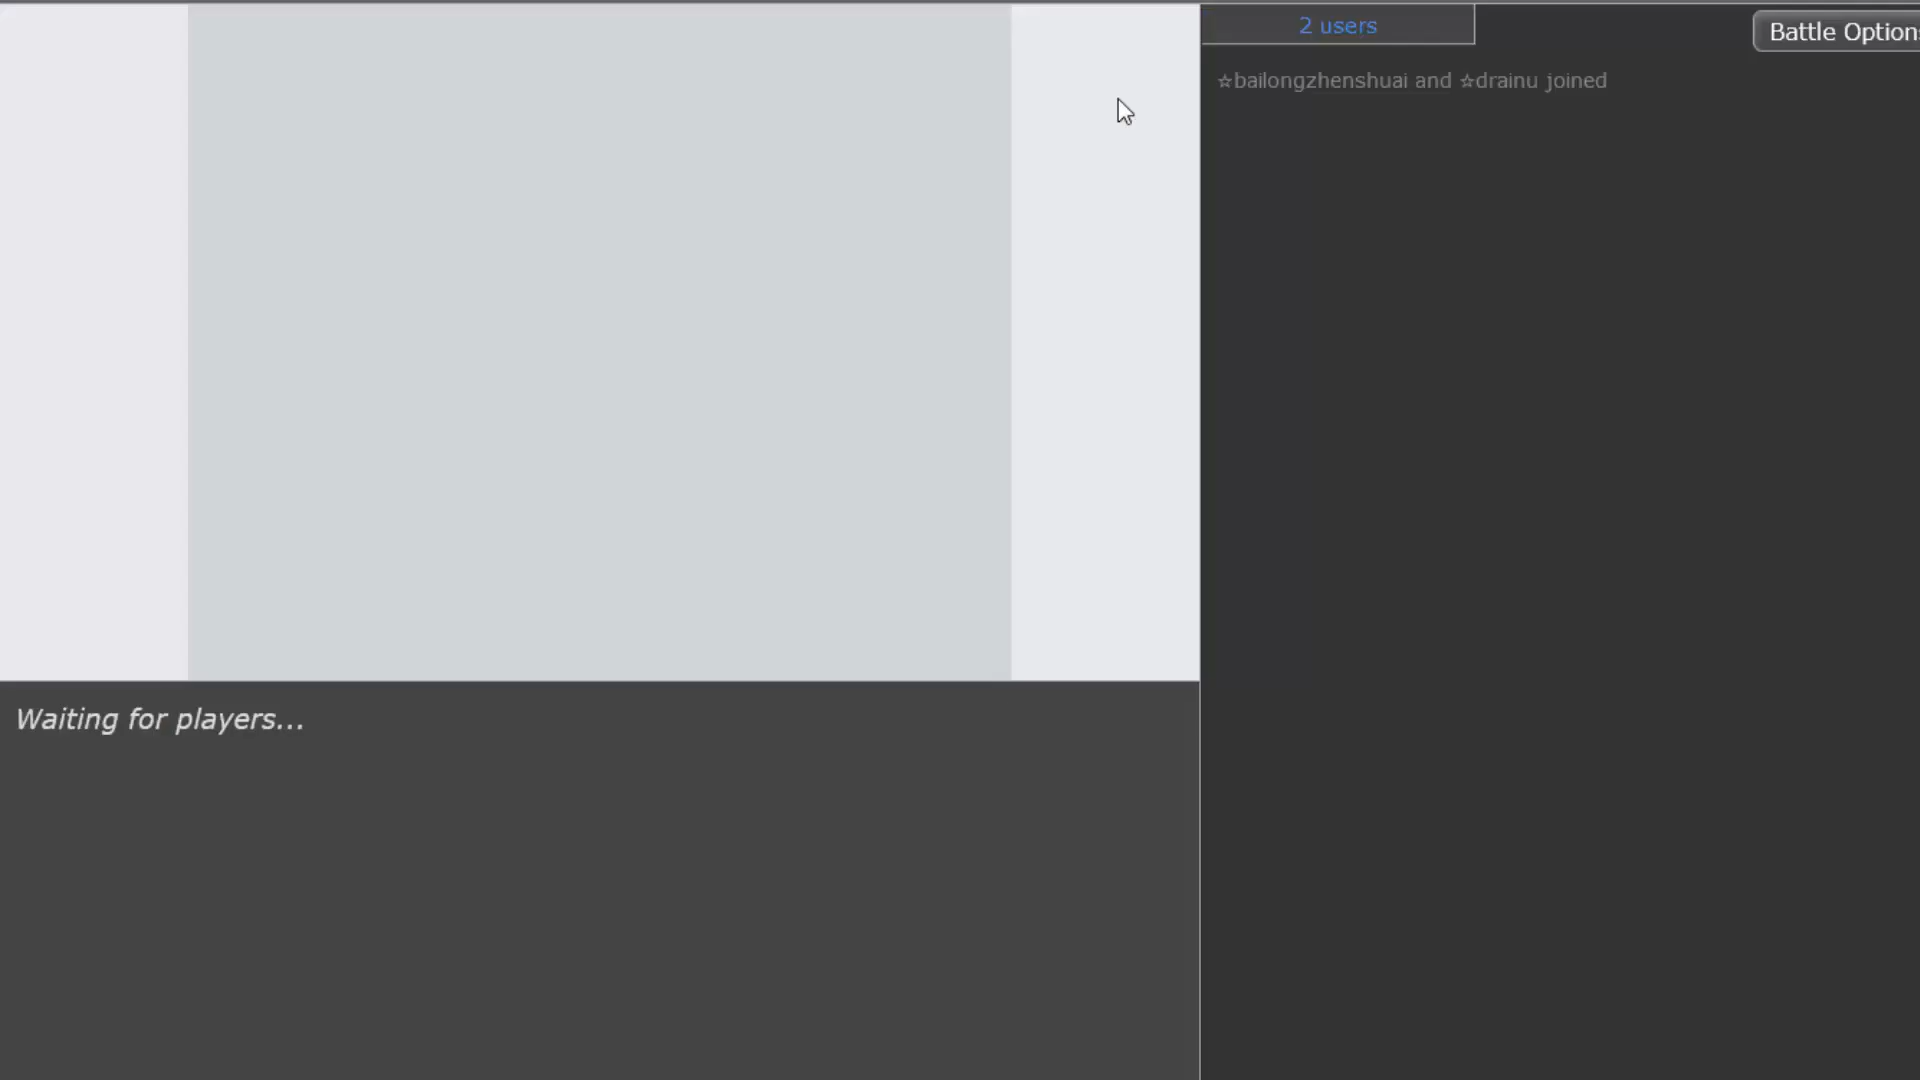 2 users
Battle Option
☆bailongzhenshuai and ☆drainu joined
Waiting for players...